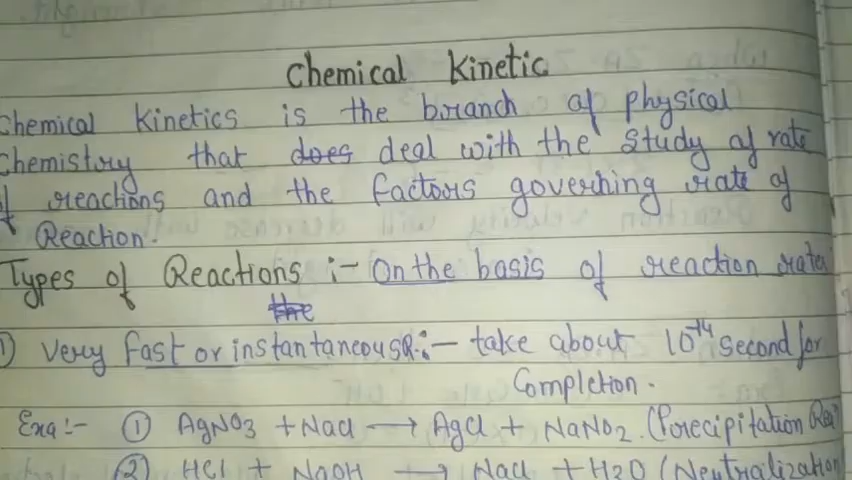 Chemical Kinetic
Chemical Kinetics is the branch of physical
Chemistry that does deal with the study of rate
of reactions and the factors governing rate of
Reaction.
Types of Reactions :- On the basis of reaction rates
the
1) Very fast or instantaneous R. :- take about 10⁻¹⁴ second for
Completion.
Exa :- ① AgNO3 + NaCl → AgCl + NaNO2. (Precipitation Rea
② HCl + NaOH → NaCl + H2O (Neutralization